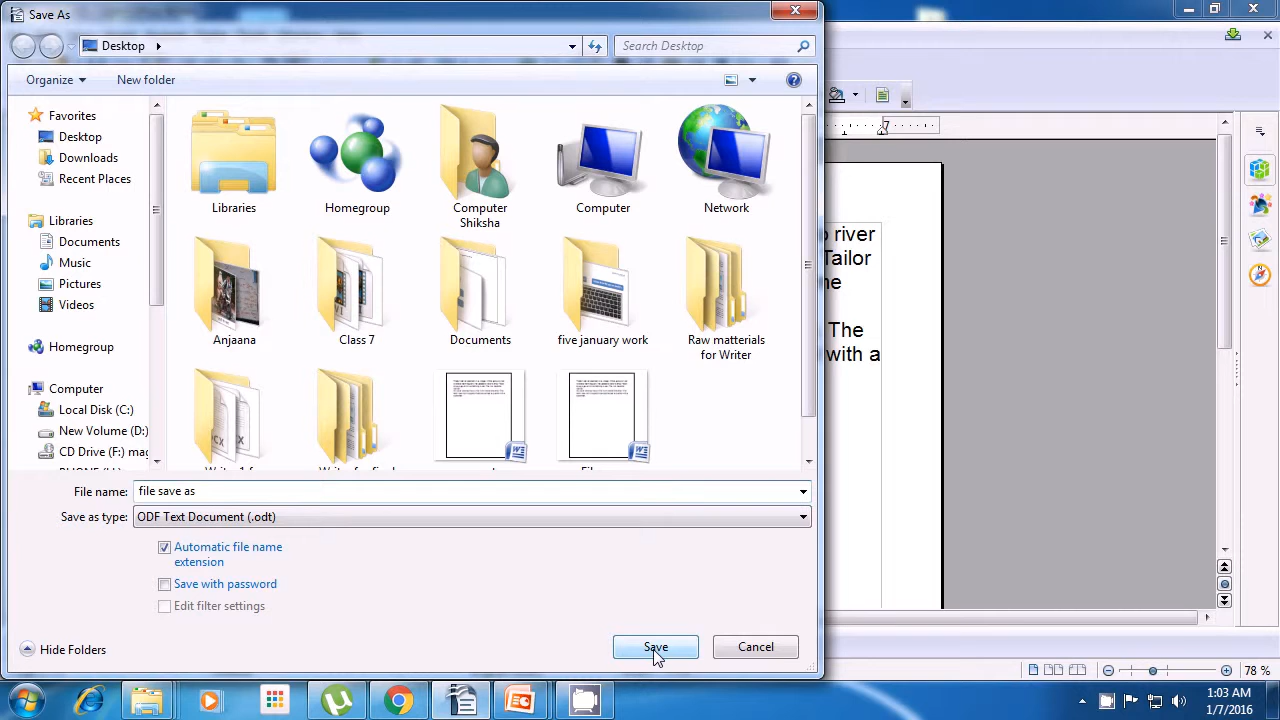 Save As
Desktop
Search Desktop
Organize
New folder
Favorites
Desktop
Downloads
Recent Places
Libraries
Documents
Music
Pictures
Videos
Homegroup
Computer
Local Disk (C:)
New Volume (D:)
CD Drive (F:) mag
Libraries
Homegroup
Computer
Shiksha
Computer
Network
Anjaana
Class 7
Documents
five january work
Raw matterials
for Writer
river
Tailor
The
with a
File name:
file save as
Save as type:
ODF Text Document (.odt)
Automatic file name
extension
Save with password
Edit filter settings
Hide Folders
Save
Cancel
78 %
1:03 AM
1/7/2016